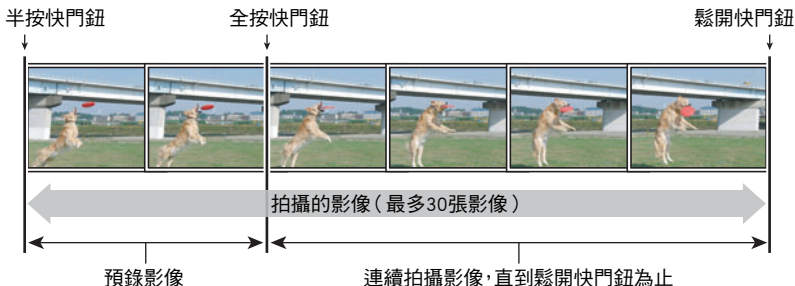 半按快門鈕
全按快門鈕
鬆開快門鈕
拍攝的影像（最多30張影像）
預錄影像
連續拍攝影像，直到鬆開快門鈕為止